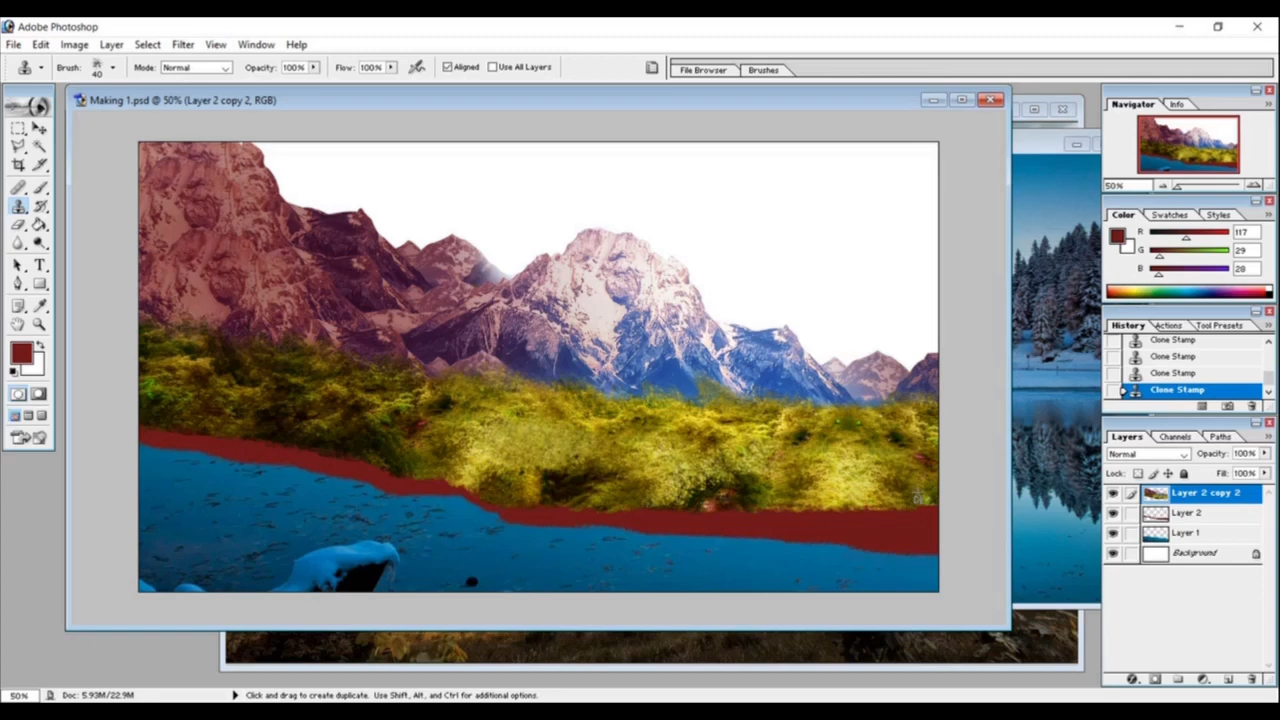 Adobe Photoshop
File Edit Image Layer Select Filter View Window Help
Brush: 40 Mode: Normal Opacity: 100% Flow: 100% Aligned Use All Layers File Browser Brushes
Making 1.psd @ 50% (Layer 2 copy 2, RGB)
Navigator Info
50%
Color Swatches Styles
R 117
G 29
B 28
History Actions Tool Presets
Clone Stamp
Clone Stamp
Clone Stamp
Clone Stamp
Layers Channels Paths
Normal Opacity: 100%
Lock: Fill: 100%
Layer 2 copy 2
Layer 2
Layer 1
Background
50% Doc: 5.93M/22.9M Click and drag to create duplicate. Use Shift, Alt, and Ctrl for additional options.